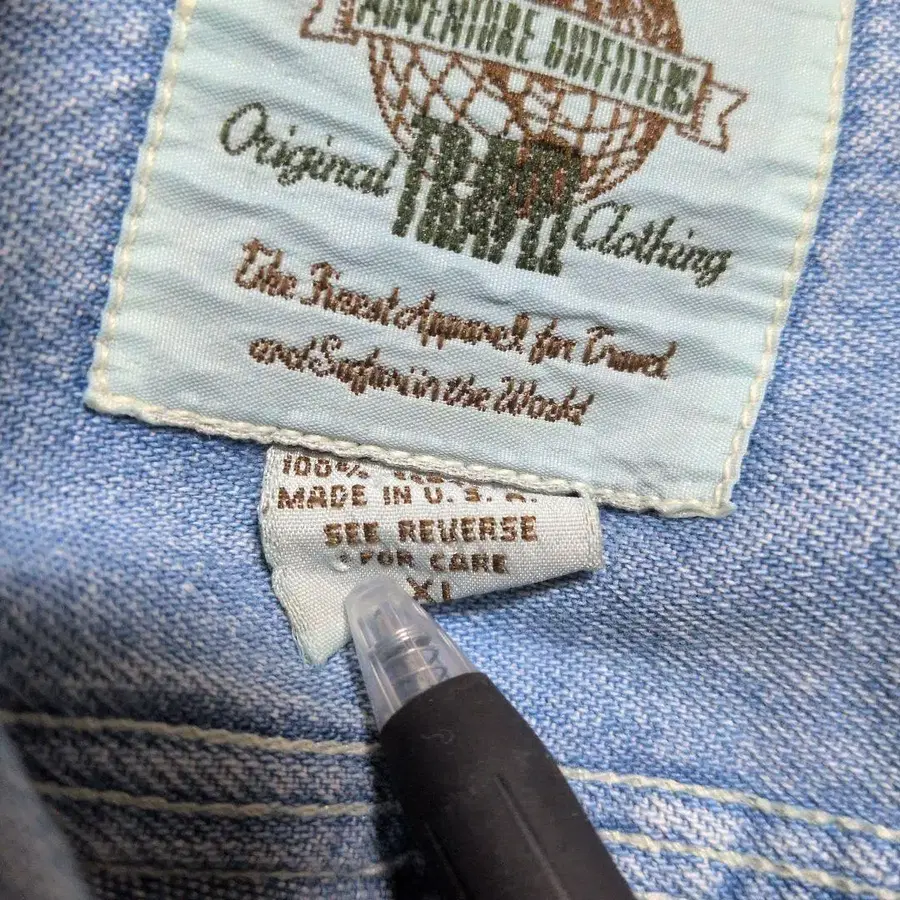 ADVENTURE OUTFITTERS
Original TRAVEL Clothing
The Finest Apparel for Travel
and Safari in the World
100%
MADE IN U.S.A.
SEE REVERSE
FOR CARE